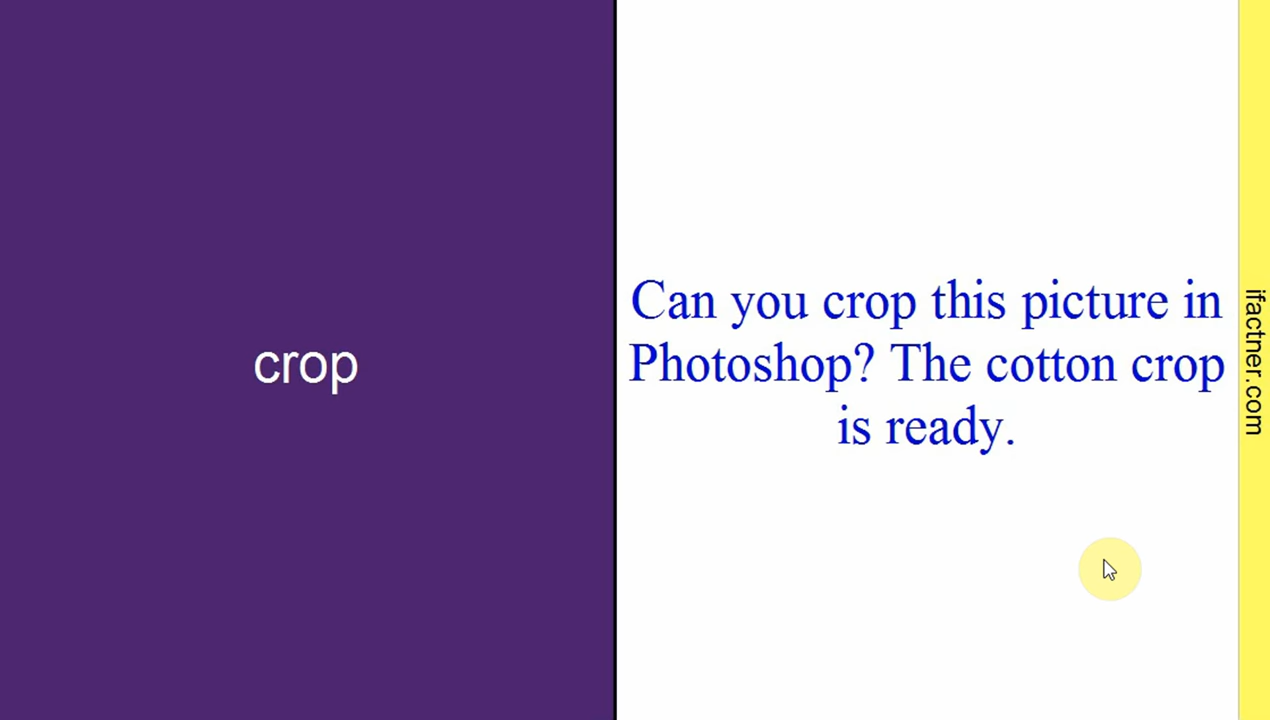 crop
Can you crop this picture in
Photoshop? The cotton crop
is ready.
ifactner.com